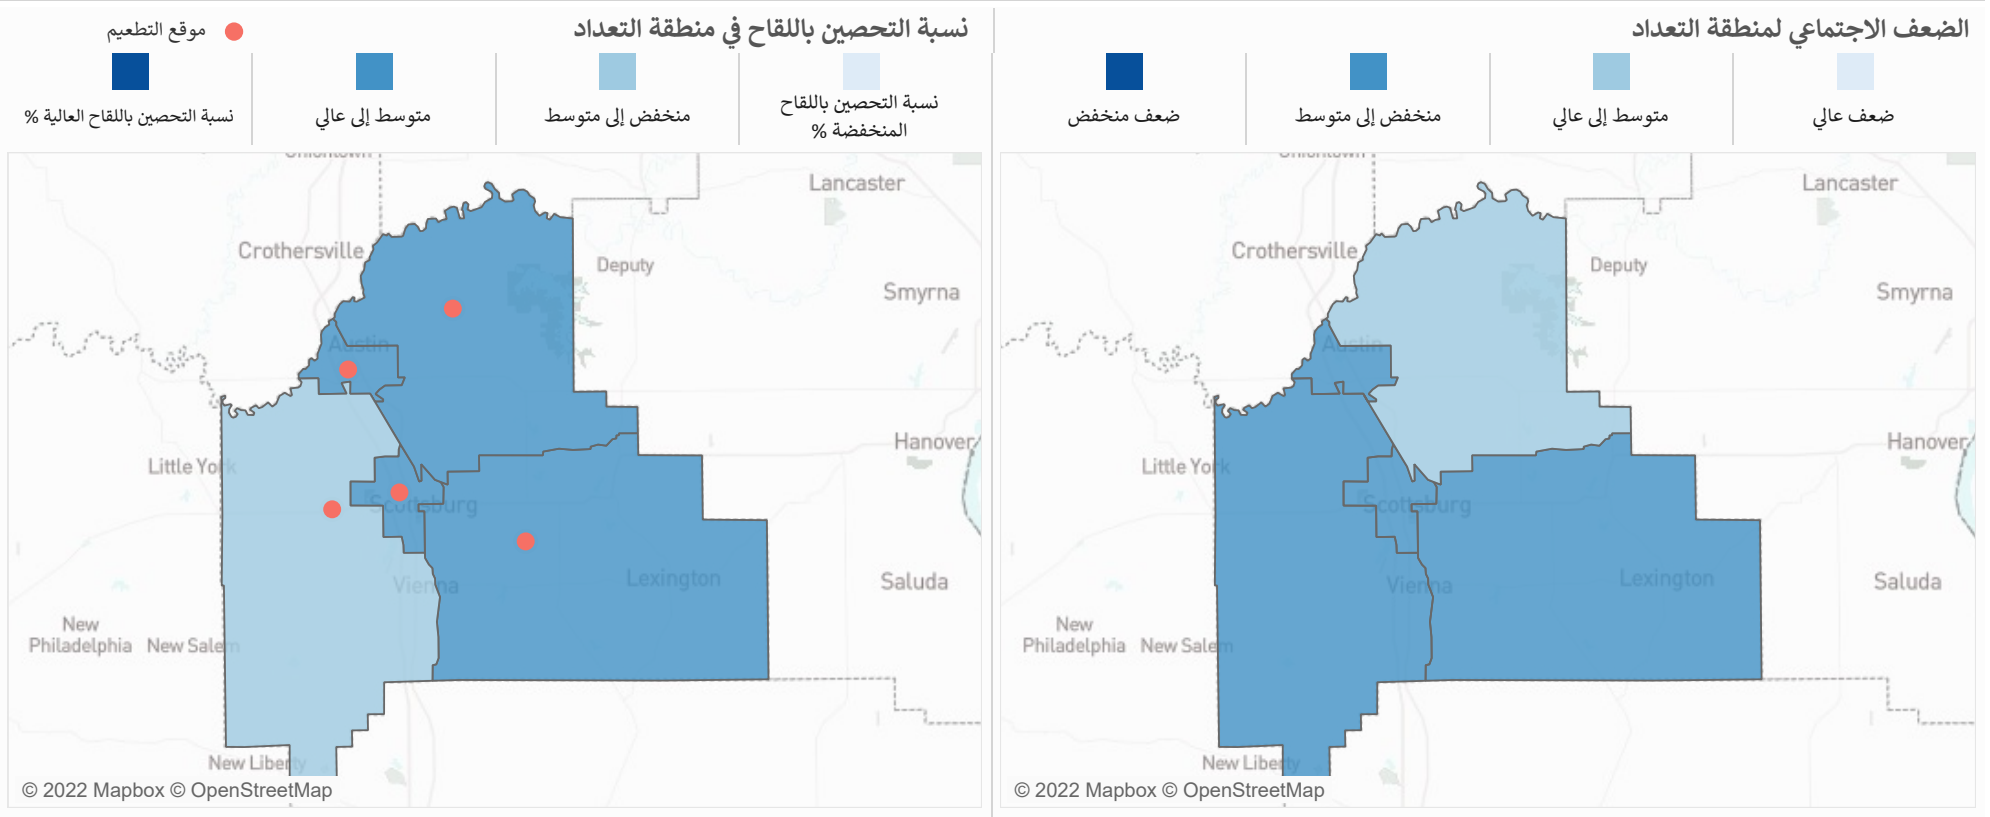 الضعف الاجتماعي لمنطقة التعداد
ضعف عالي
متوسط إلى عالي
منخفض إلى متوسط
ضعف منخفض
Uniontown
Lancaster
Crothersville
Deputy
Smyrna
Austin
Hanover
Little York
Scottsburg
Vienna
Lexington
Saluda
New
Philadelphia
New Salem
New Liberty
© 2022 Mapbox © OpenStreetMap
نسبة التحصين باللقاح في منطقة التعداد
موقع التطعيم
نسبة التحصين باللقاح
المنخفضة %
منخفض إلى متوسط
متوسط إلى عالي
نسبة التحصين باللقاح العالية %
Uniontown
Lancaster
Crothersville
Deputy
Smyrna
Austin
Hanover
Little York
Scottsburg
Vienna
Lexington
Saluda
New
Philadelphia
New Salem
New Liberty
© 2022 Mapbox © OpenStreetMap